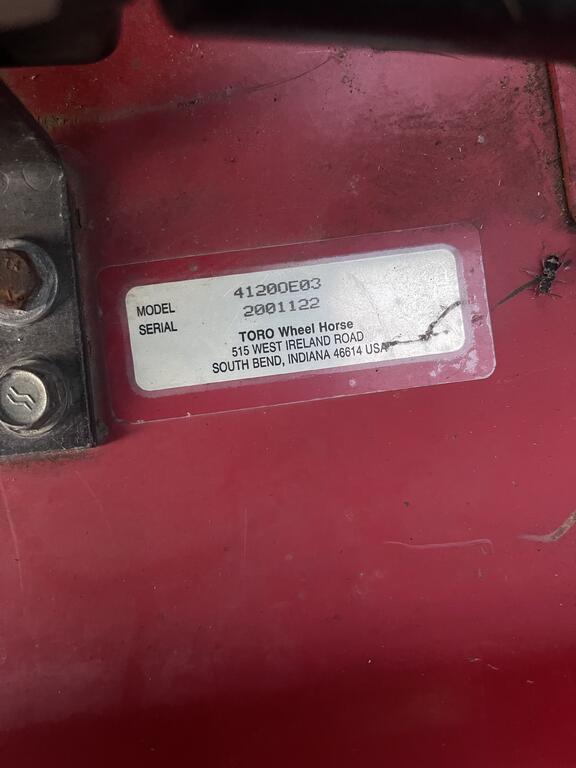 MODEL 41200E03
SERIAL 2001122
TORO Wheel Horse
515 WEST IRELAND ROAD
SOUTH BEND, INDIANA 46614 USA